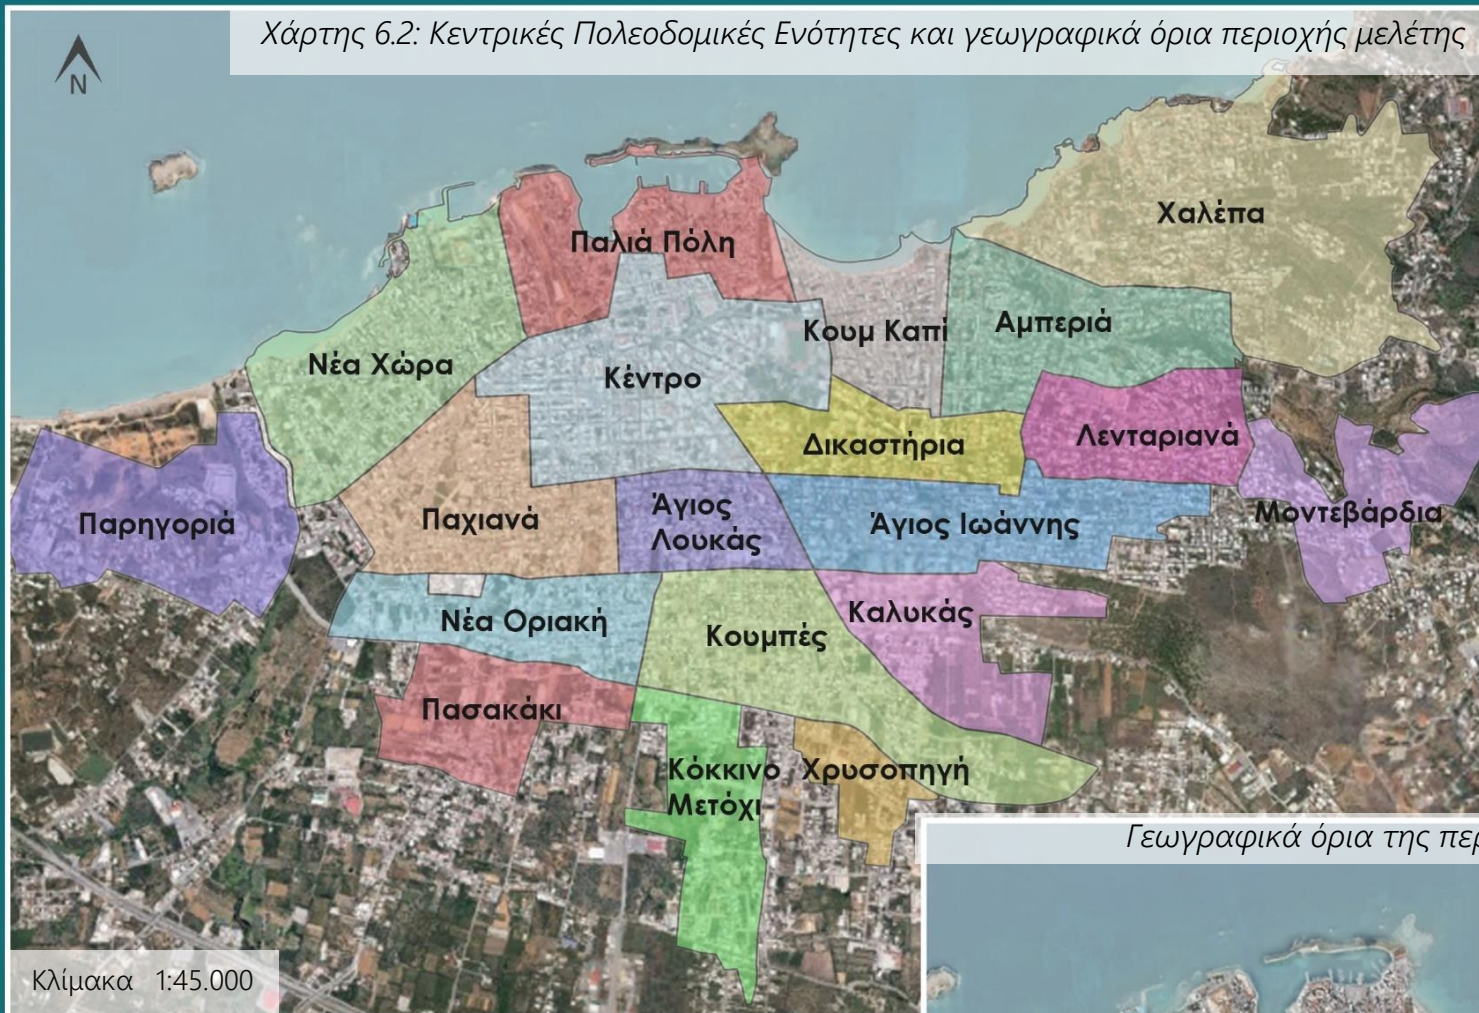 Χάρτης 6.2: Κεντρικές Πολεοδομικές Ενότητες και γεωγραφικά όρια περιοχής μελέτης
N
Χαλέπα
Παλιά Πόλη
Κουμ Καπί
Αμπεριά
Νέα Χώρα
Κέντρο
Δικαστήρια
Λενταριανά
Παρηγοριά
Παχιανά
Άγιος
Λουκάς
Άγιος Ιωάννης
Μοντεβάρδια
Νέα Οριακή
Κουμπές
Καλυκάς
Πασακάκι
Κόκκινο
Μετόχι
Χρυσοπηγή
Γεωγραφικά όρια της περ
Κλίμακα 1:45.000